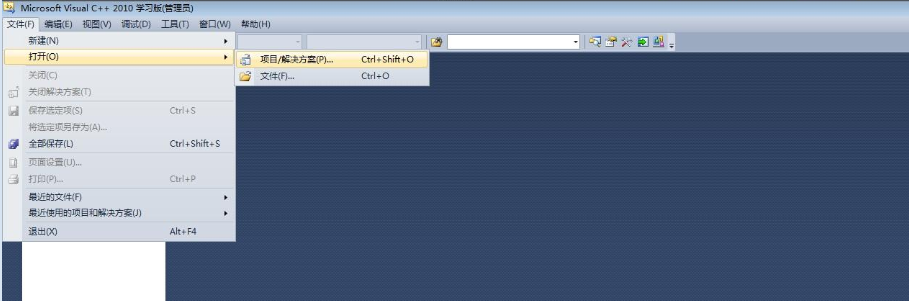 Microsoft Visual C++ 2010 学习版(管理员)
文件(F) 编辑(E) 视图(V) 调试(D) 工具(T) 窗口(W) 帮助(H)
新建(N)
打开(O)
项目/解决方案(P)... Ctrl+Shift+O
关闭(C)
文件(F)... Ctrl+O
关闭解决方案(T)
保存选定项(S) Ctrl+S
将选定项另存为(A)...
全部保存(L) Ctrl+Shift+S
页面设置(U)...
打印(P)... Ctrl+P
最近的文件(F)
最近使用的项目和解决方案(J)
退出(X) Alt+F4